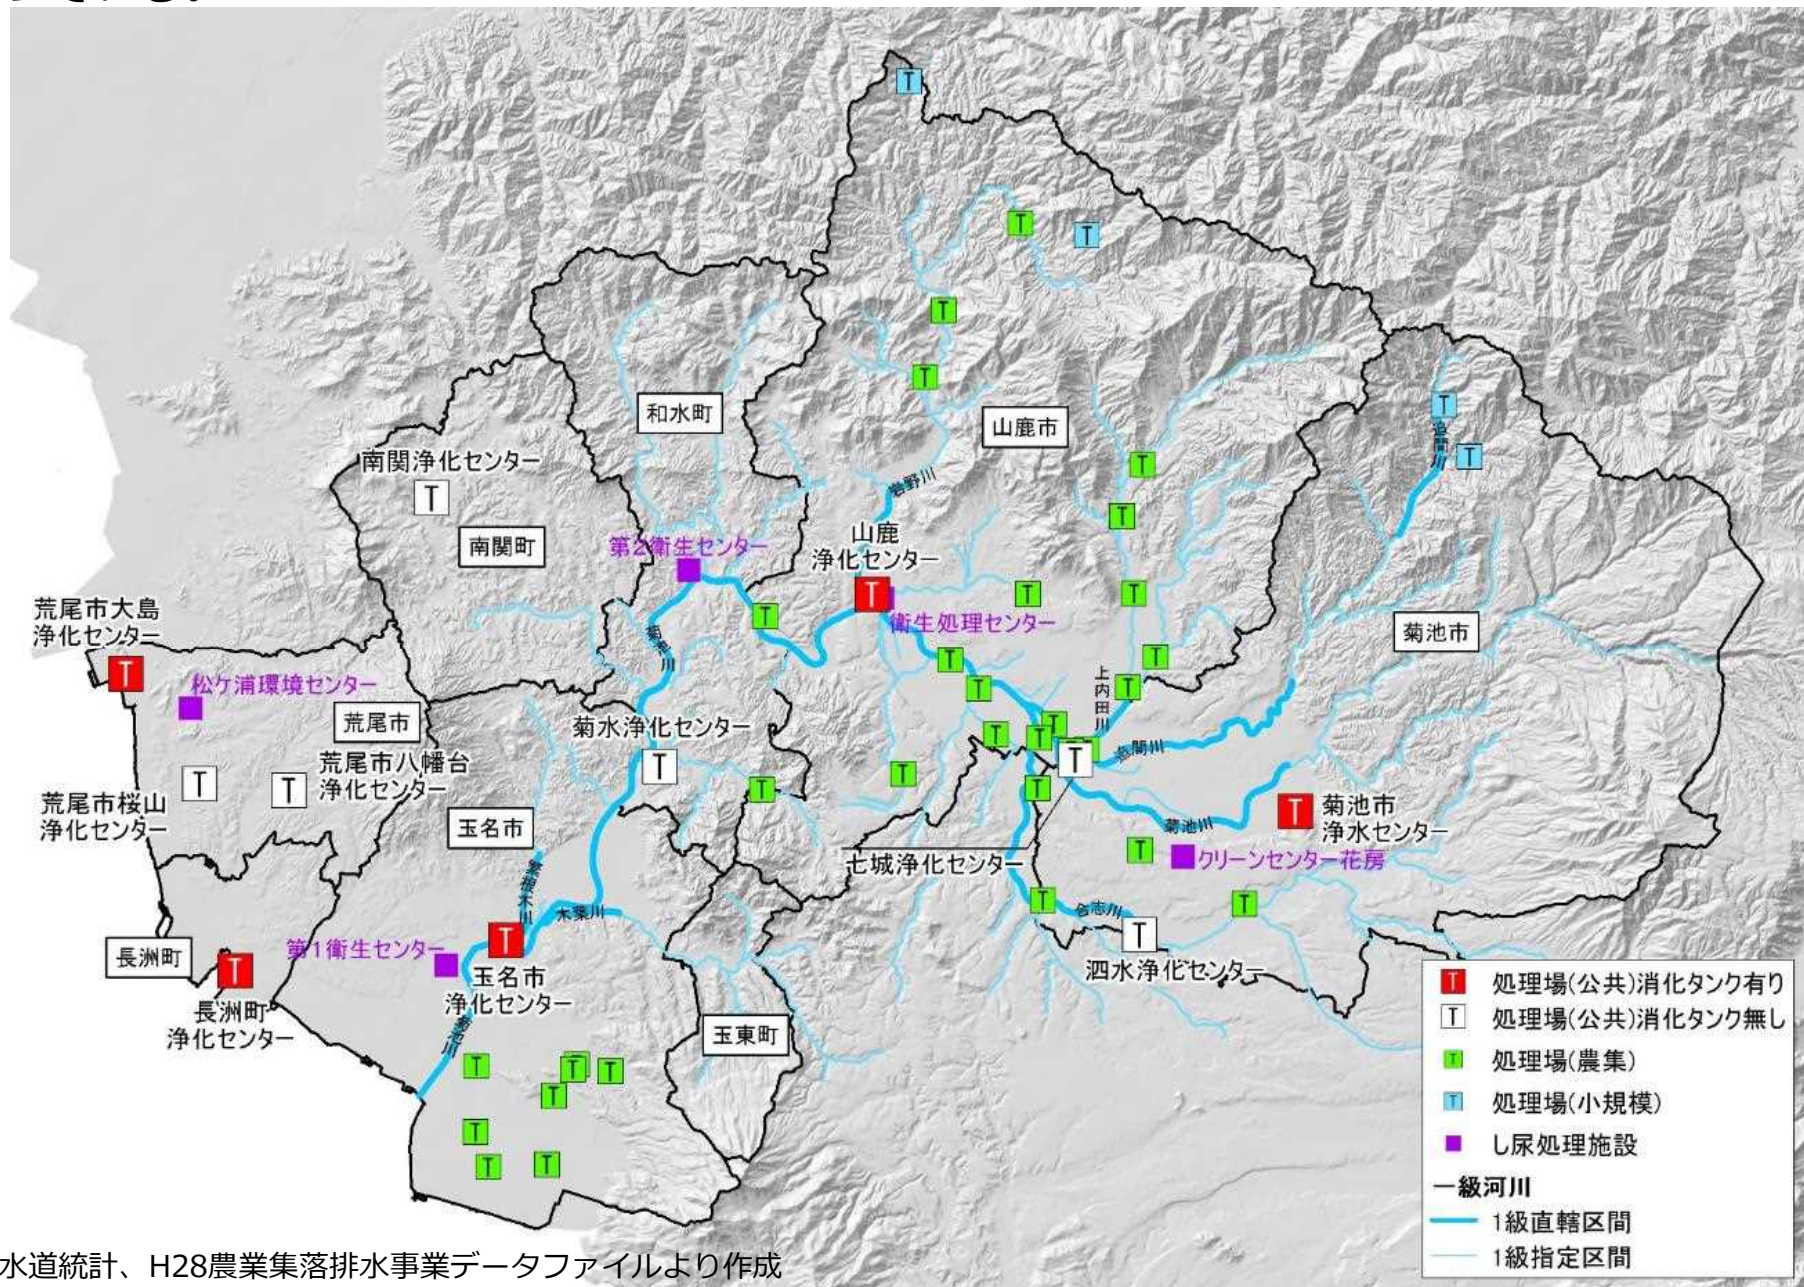 和水町
山鹿市
南関浄化センター
T
南関町
第2衛生センター
岩野川
山鹿
浄化センター
衛生処理センター
迫間川
菊池市
荒尾市大島
浄化センター
松ケ浦環境センター
荒尾市
荒尾市八幡台
浄化センター
荒尾市桜山
浄化センター
菊水浄化センター
上内田川
迫間川
菊池川
菊池市
浄水センター
玉名市
七城浄化センター
クリーンセンター花房
繁根木川
木葉川
合志川
泗水浄化センター
長洲町
長洲町
浄化センター
第1衛生センター
玉名市
浄化センター
菊池川
玉東町
T 処理場(公共)消化タンク有り
T 処理場(公共)消化タンク無し
T 処理場(農集)
T 処理場(小規模)
し尿処理施設
一級河川
1級直轄区間
1級指定区間
水道統計、H28農業集落排水事業データファイルより作成